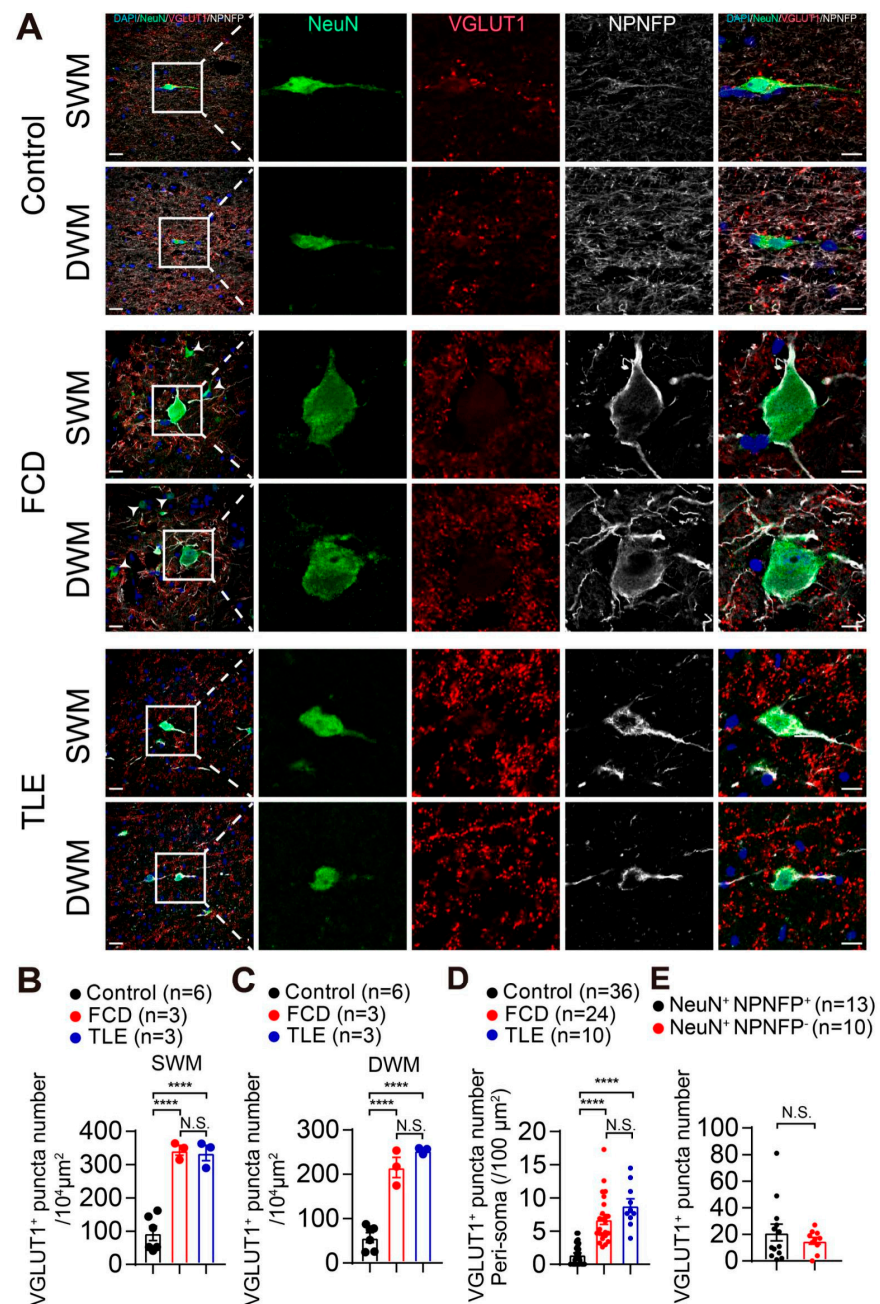 A
DAPI/NeuN/VGLUT1/NPNFP
NeuN
VGLUT1
NPNFP
DAPI/NeuN/VGLUT1/NPNFP
Control
SWM
DWM
FCD
SWM
DWM
TLE
SWM
DWM
B
Control (n=6)
FCD (n=3)
TLE (n=3)
SWM
****
****
N.S.
VGLUT1⁺ puncta number
/10⁴µm²
400
300
200
100
0
C
Control (n=6)
FCD (n=3)
TLE (n=3)
DWM
****
****
N.S.
VGLUT1⁺ puncta number
/10⁴µm²
300
200
100
0
D
Control (n=36)
FCD (n=24)
TLE (n=10)
****
****
N.S.
VGLUT1⁺ puncta number
Peri-soma (/100 µm²)
20
15
10
5
0
E
NeuN⁺ NPNFP⁺ (n=13)
NeuN⁺ NPNFP⁻ (n=10)
N.S.
VGLUT1⁺ puncta number
100
80
60
40
20
0